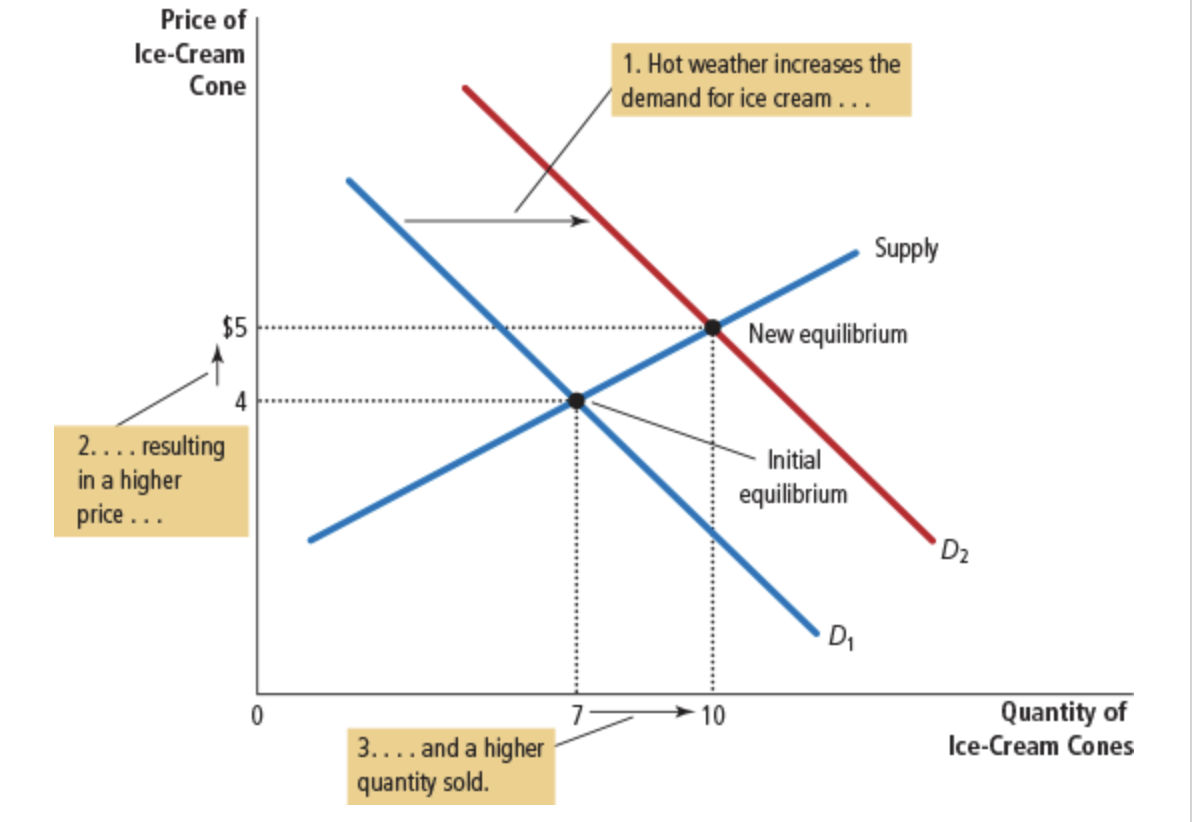 Price of
Ice-Cream
Cone
1. Hot weather increases the
demand for ice cream . . .
Supply
$5
New equilibrium
4
2. . . . resulting
in a higher
price . . .
Initial
equilibrium
D2
D1
0
7
10
Quantity of
Ice-Cream Cones
3. . . . and a higher
quantity sold.